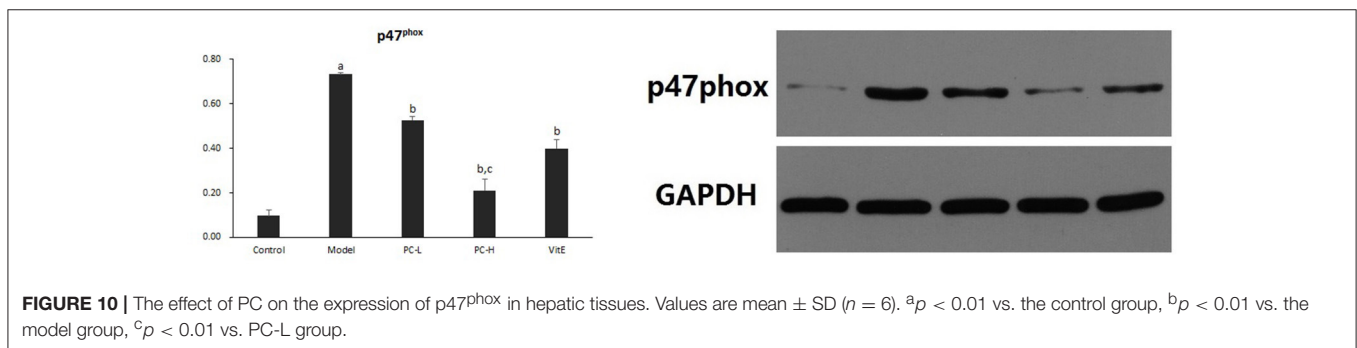 p47phox
0.80
0.60
0.40
0.20
0.00
a
b
b,c
b
Control Model PC-L PC-H VitE
p47phox
GAPDH
FIGURE 10 | The effect of PC on the expression of p47phox in hepatic tissues. Values are mean ± SD (n = 6). ap < 0.01 vs. the control group, bp < 0.01 vs. the
model group, cp < 0.01 vs. PC-L group.